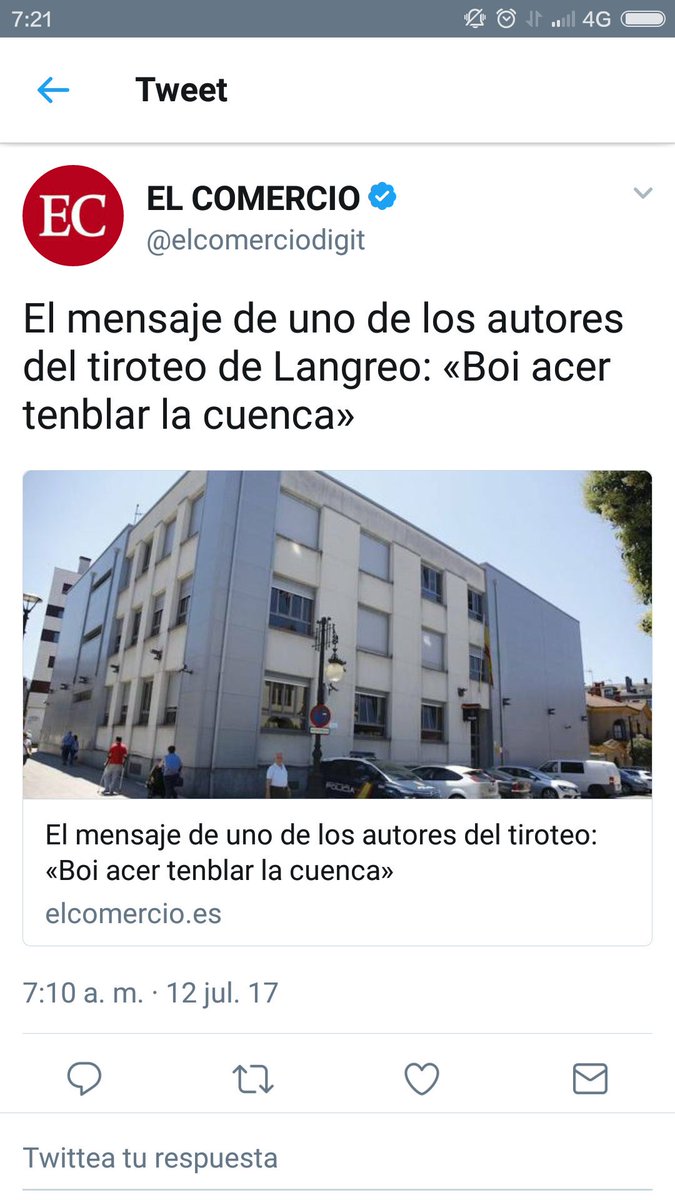 7:21
4G
Tweet
EC
EL COMERCIO
@elcomerciodigit
El mensaje de uno de los autores
del tiroteo de Langreo: «Boi acer
tenblar la cuenca»
POLICIA
El mensaje de uno de los autores del tiroteo:
«Boi acer tenblar la cuenca»
elcomercio.es
7:10 a. m. · 12 jul. 17
Twittea tu respuesta